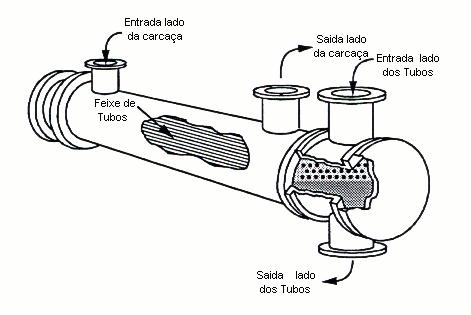 Entrada lado
da carcaça
Saida lado
da carcaça
Entrada lado
dos Tubos
Feixe de
Tubos
Saida lado
dos Tubos